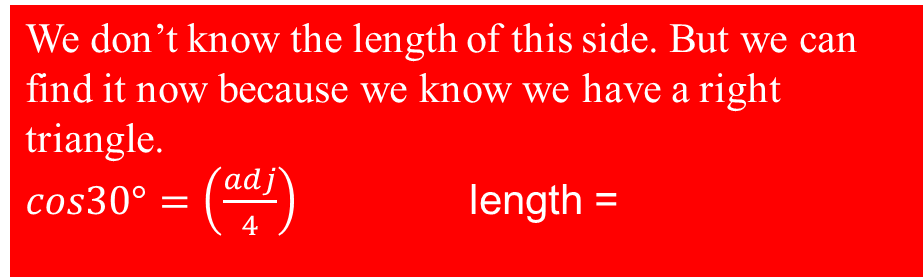 We don’t know the length of this side. But we can
find it now because we know we have a right
triangle.
cos30° = (adj/4) length =